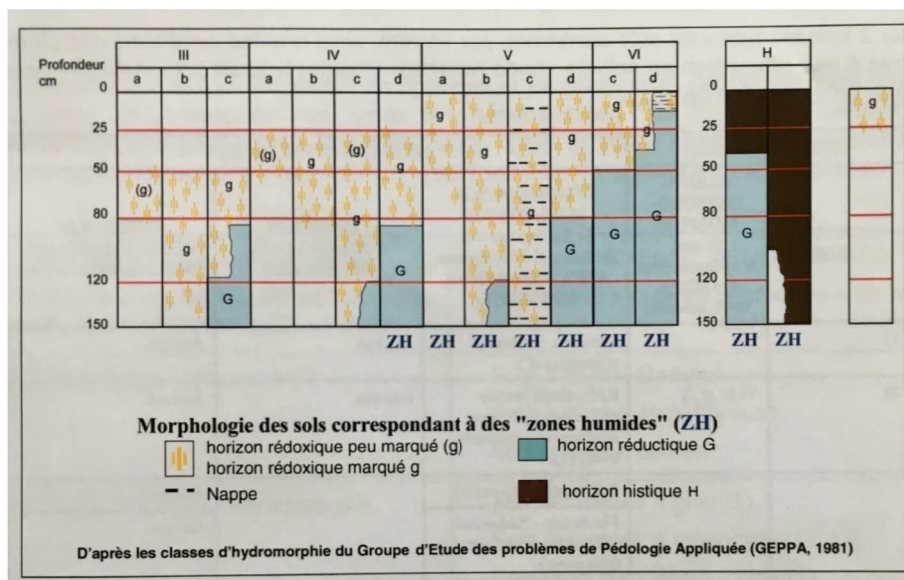 III IV V VI H
Profondeur
cm
a b c a b c d a b c d c d
0 0
25 25
50 50
80 80
120 120
150 150
(g) g g G
(g) g (g) g g G
g g g g G
g G g G
G
g
ZH ZH ZH ZH ZH ZH ZH ZH ZH
Morphologie des sols correspondant à des "zones humides" (ZH)
horizon rédoxique peu marqué (g) horizon réductique G
horizon rédoxique marqué g
Nappe horizon histique H
D'après les classes d'hydromorphie du Groupe d'Etude des problèmes de Pédologie Appliquée (GEPPA, 1981)